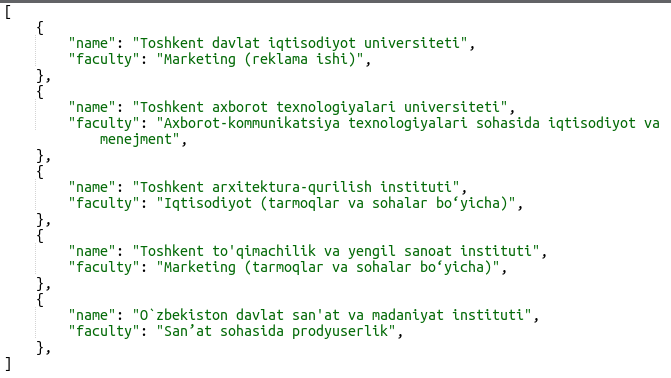 [
{
"name": "Toshkent davlat iqtisodiyot universiteti",
"faculty": "Marketing (reklama ishi)",
},
{
"name": "Toshkent axborot texnologiyalari universiteti",
"faculty": "Axborot-kommunikatsiya texnologiyalari sohasida iqtisodiyot va
menejment",
},
{
"name": "Toshkent arxitektura-qurilish instituti",
"faculty": "Iqtisodiyot (tarmoqlar va sohalar bo‘yicha)",
},
{
"name": "Toshkent to'qimachilik va yengil sanoat instituti",
"faculty": "Marketing (tarmoqlar va sohalar bo‘yicha)",
},
{
"name": "O`zbekiston davlat san'at va madaniyat instituti",
"faculty": "San’at sohasida prodyuserlik",
},
]